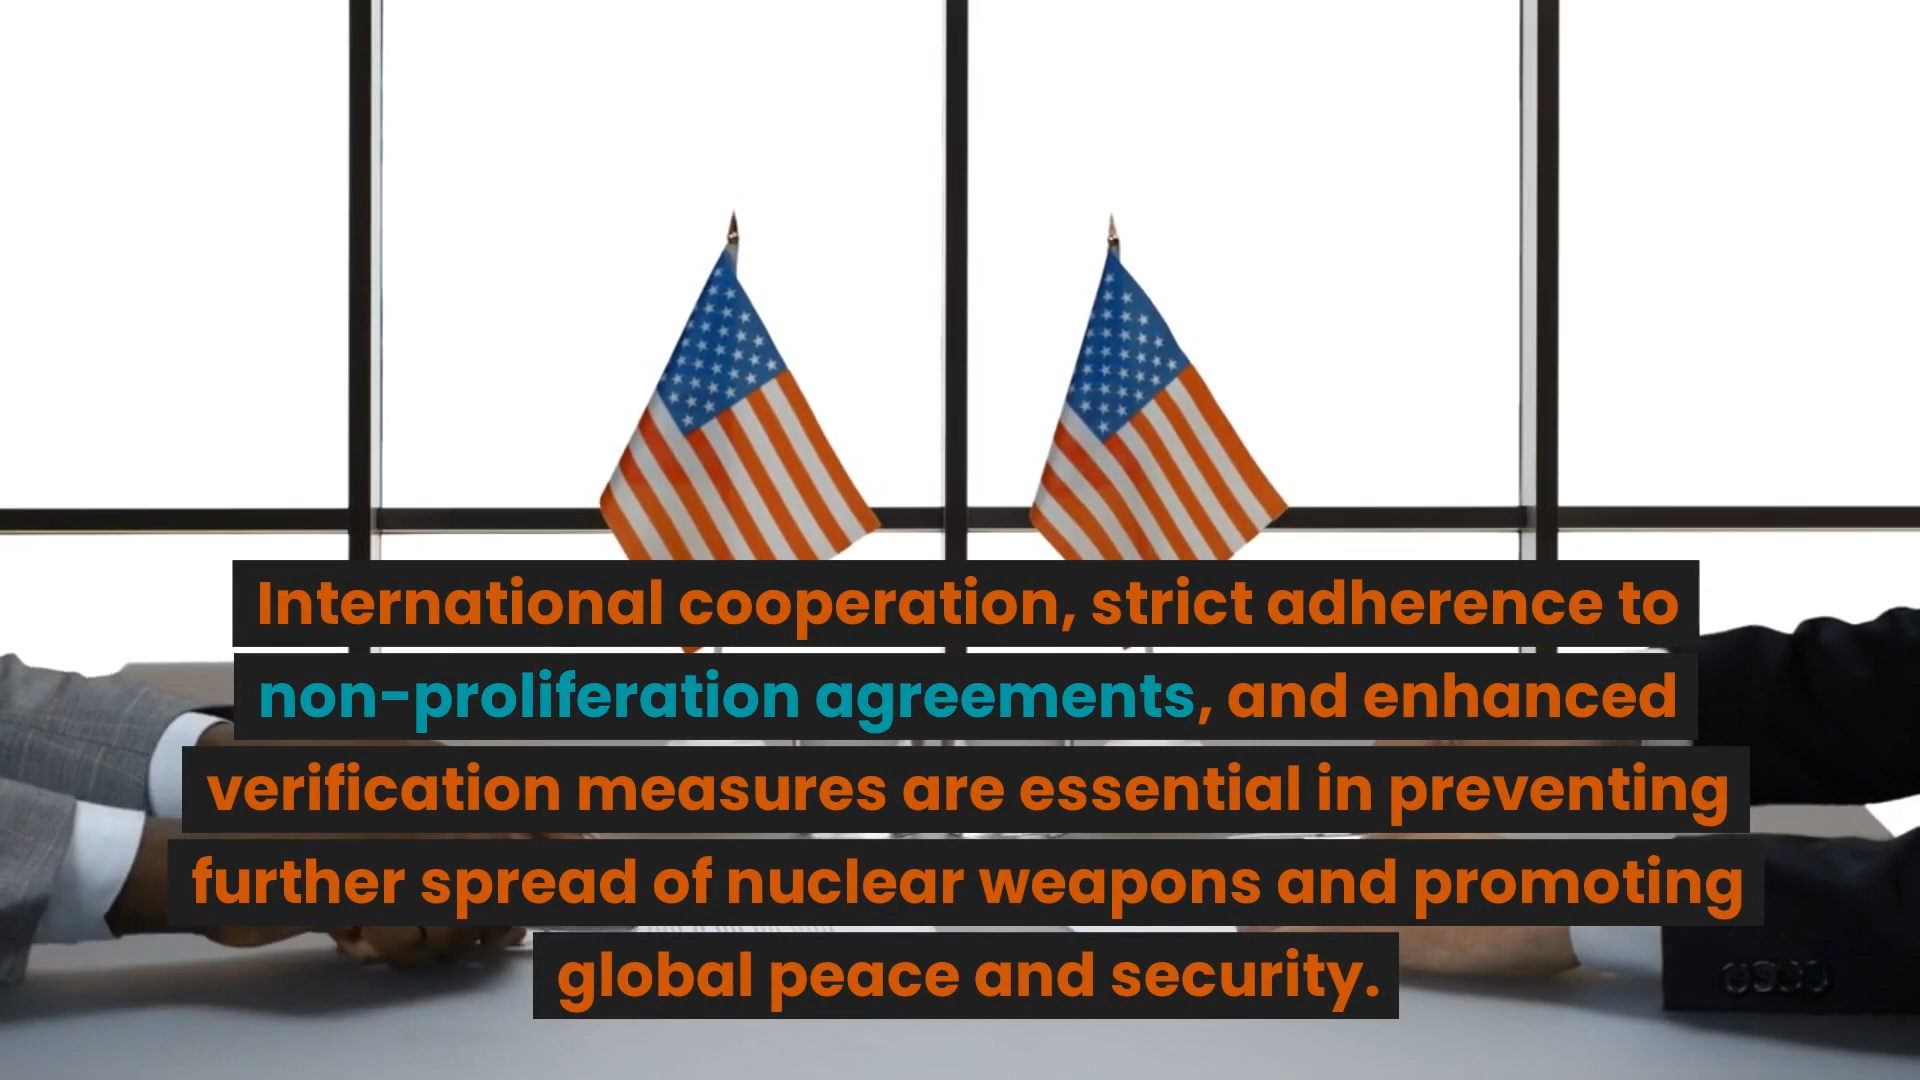 International cooperation, strict adherence to
non-proliferation agreements, and enhanced
verification measures are essential in preventing
further spread of nuclear weapons and promoting
global peace and security.